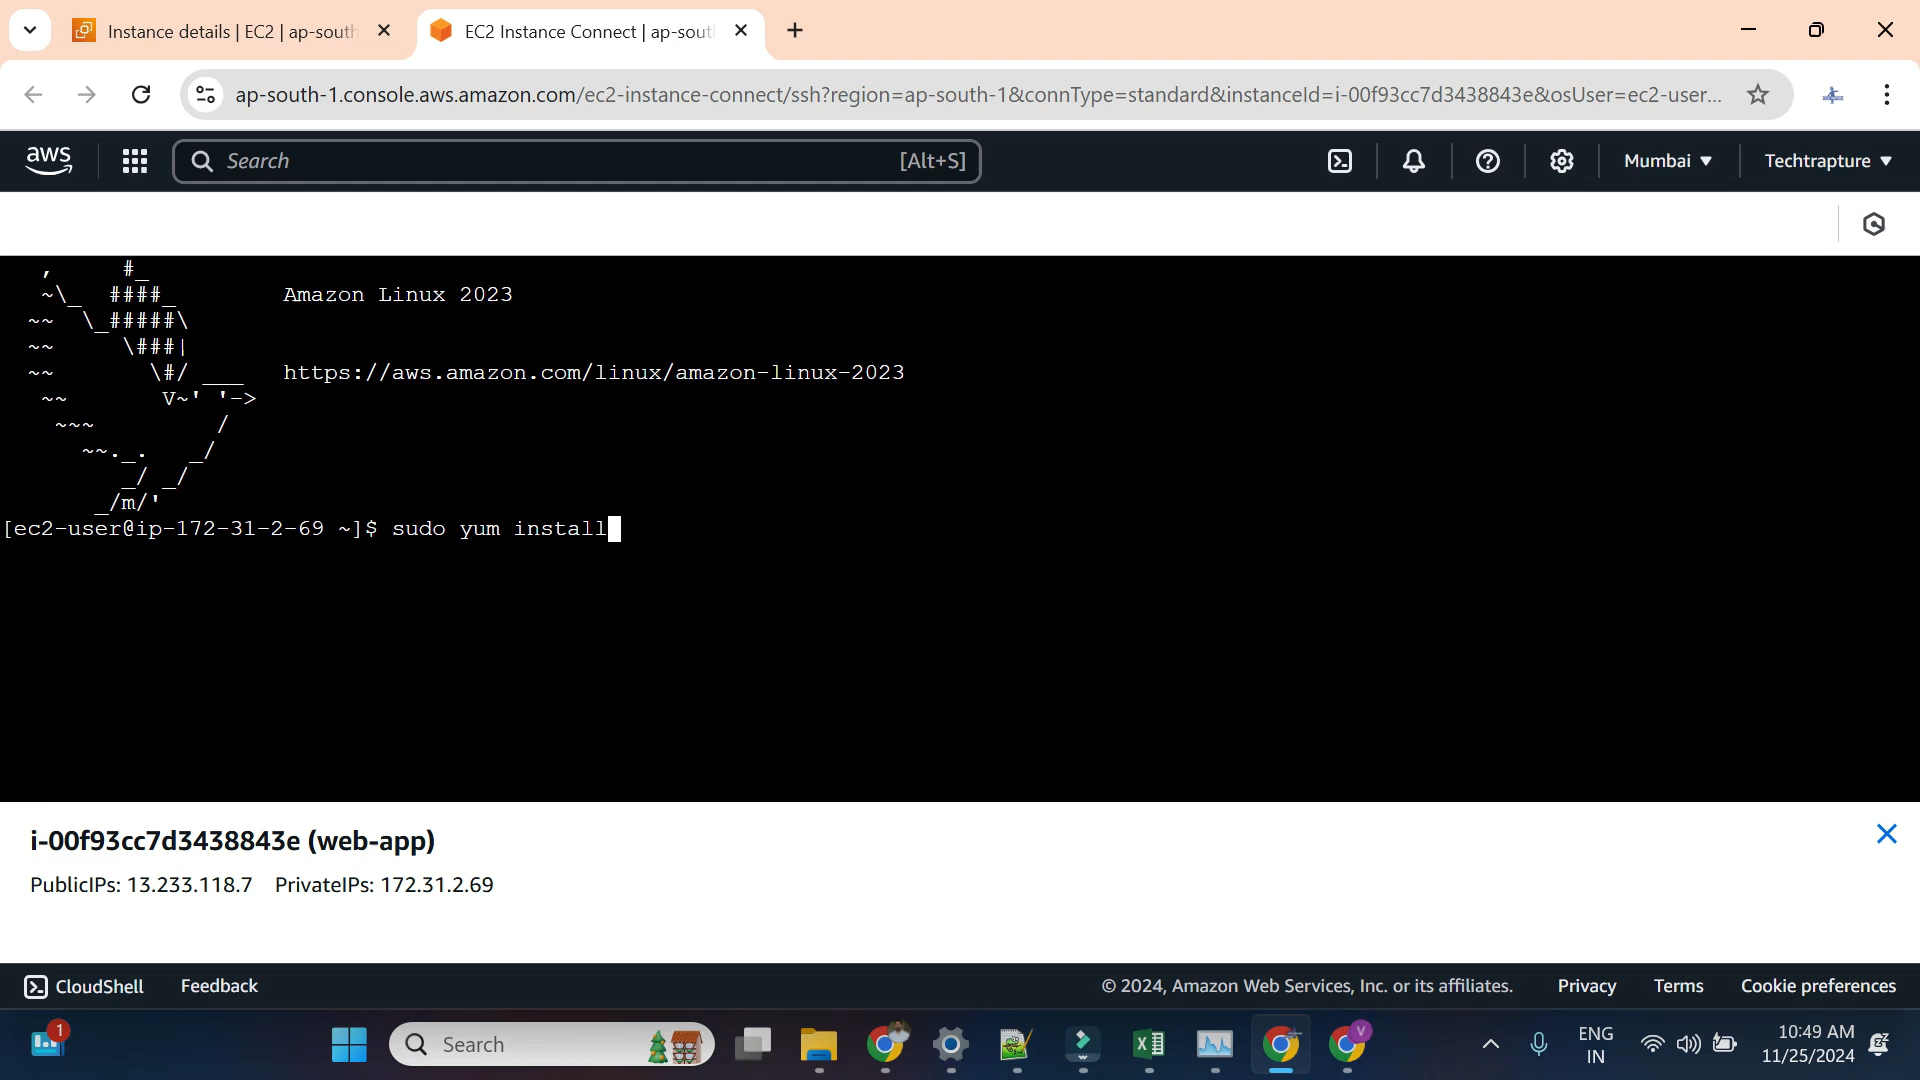 Instance details | EC2 | ap-south
EC2 Instance Connect | ap-sout
ap-south-1.console.aws.amazon.com/ec2-instance-connect/ssh?region=ap-south-1&connType=standard&instanceId=i-00f93cc7d3438843e&osUser=ec2-user...
aws
Search
[Alt+S]
Mumbai
Techtrapture
   ,     #_
   ~\_  ####_        Amazon Linux 2023
  ~~  \_#####\
  ~~     \###|
  ~~       \#/ ___   https://aws.amazon.com/linux/amazon-linux-2023
   ~~       V~' '->
    ~~~         /
      ~~._.   _/
         _/ _/
       _/m/'
[ec2-user@ip-172-31-2-69 ~]$ sudo yum install
i-00f93cc7d3438843e (web-app)
PublicIPs: 13.233.118.7 PrivateIPs: 172.31.2.69
CloudShell
Feedback
© 2024, Amazon Web Services, Inc. or its affiliates.
Privacy
Terms
Cookie preferences
1
Search
V
ENG
IN
10:49 AM
11/25/2024